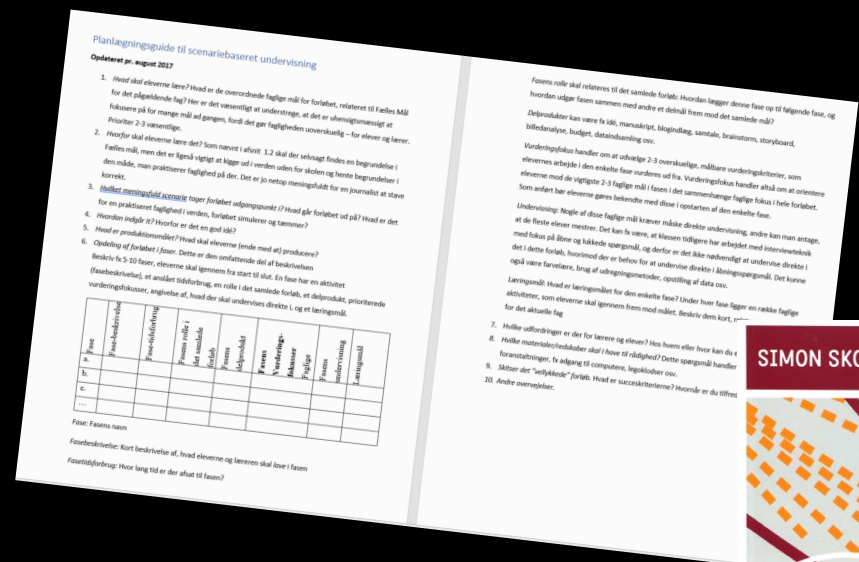 Planlægningsguide til scenariebaseret undervisning
Opdateret pr. august 2017
1. Hvad skal eleverne lære? Hvad er de overordnede faglige mål for forløbet, relateret til Fælles Mål
for det pågældende fag? Her er det væsentligt at understrege, at det er uhensigtsmæssigt at
fokusere på for mange mål ad gangen, fordi det gør fagligheden uoverskuelig – for elever og lærer.
Prioriter 2-3 væsentlige.
2. Hvorfor skal eleverne lære det? Som nævnt i afsnit 1.2 skal der selvsagt findes en begrundelse i
Fælles mål, men det er ligeså vigtigt at kigge ud i verden uden for skolen og hente begrundelser i
den måde, man praktiserer faglighed på der. Det er jo netop meningsfuldt for en journalist at stave
korrekt.
3. Hvilket meningsfuld scenarie tager forløbet udgangspunkt i? Hvad går forløbet ud på? Hvad er det
for en praktiseret faglighed i verden, forløbet simulerer og tæmmer?
4. Hvordan indgår it? Hvorfor er det en god idé?
5. Hvad er produktionsmålet? Hvad skal eleverne (ende med at) producere?
6. Opdeling af forløbet i faser. Dette er den omfattende del af beskrivelsen
Beskriv fx 5-10 faser, eleverne skal igennem fra start til slut. En fase har en aktivitet
(fasebeskrivelse), et anslået tidsforbrug, en rolle i det samlede forløb, et delprodukt, prioriterede
vurderingsfokusser, angivelse af, hvad der skal undervises direkte i, og et læringsmål.
Fase
Fase-beskrivelse
Fase-tidsforbrug
Fasens rolle i
det samlede
forløb
Fasens
delprodukt
Fasens
Vurderings-
fokusser
Faglige
Fasens
undervisning
Læringsmål
a.
b.
c.
...
Fase: Fasens navn
Fasebeskrivelse: Kort beskrivelse af, hvad eleverne og læreren skal lave i fasen
Fasetidsforbrug: Hvor lang tid er der afsat til fasen?
Fasens rolle skal relateres til det samlede forløb: Hvordan lægger denne fase op til følgende fase, og
hvordan udgør fasen sammen med andre et delmål frem mod det samlede mål?
Delprodukter kan være fx idé, manuskript, blogindlæg, samtale, brainstorm, storyboard,
billedanalyse, budget, dataindsamling osv.
Vurderingsfokus handler om at udvælge 2-3 overskuelige, målbare vurderingskriterier, som
elevernes arbejde i den enkelte fase vurderes ud fra. Vurderingsfokus handler altså om at orientere
eleverne mod de vigtigste 2-3 faglige mål i fasen i det sammenhængende faglige fokus i hele forløbet.
Som anført bør eleverne gøres bekendte med disse i opstarten af den enkelte fase.
Undervisning: Nogle af disse faglige mål kræver måske direkte undervisning, andre kan man antage,
at de fleste elever mestrer. Det kan fx være, at klassen tidligere har arbejdet med interviewteknik
med fokus på åbne og lukkede spørgsmål, og derfor er det ikke nødvendigt at undervise direkte i
det i dette forløb, hvorimod der er behov for at undervise direkte i åbningsspørgsmål. Det kunne
også være farvelære, brug af udregningsmetoder, opstilling af data osv.
Læringsmål: Hvad er læringsmålet for den enkelte fase? Under hver fase ligger en række faglige
aktiviteter, som eleverne skal igennem frem mod målet. Beskriv dem kort,
for det aktuelle fag
7. Hvilke udfordringer er der for lærere og elever? Hos hvem eller hvor kan du
8. Hvilke materialer/redskaber skal I have til rådighed? Dette spørgsmål handler
foranstaltninger, fx adgang til computere, legoklodser osv.
9. Skitser det "vellykkede" forløb. Hvad er succeskriterierne? Hvornår er du tilfred
10. Andre overvejelser.
SIMON SKO